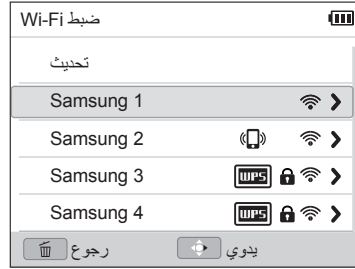 ضبط Wi-Fi
تحديث
Samsung 1
Samsung 2
Samsung 3 WPS
Samsung 4 WPS
رجوع يدوي